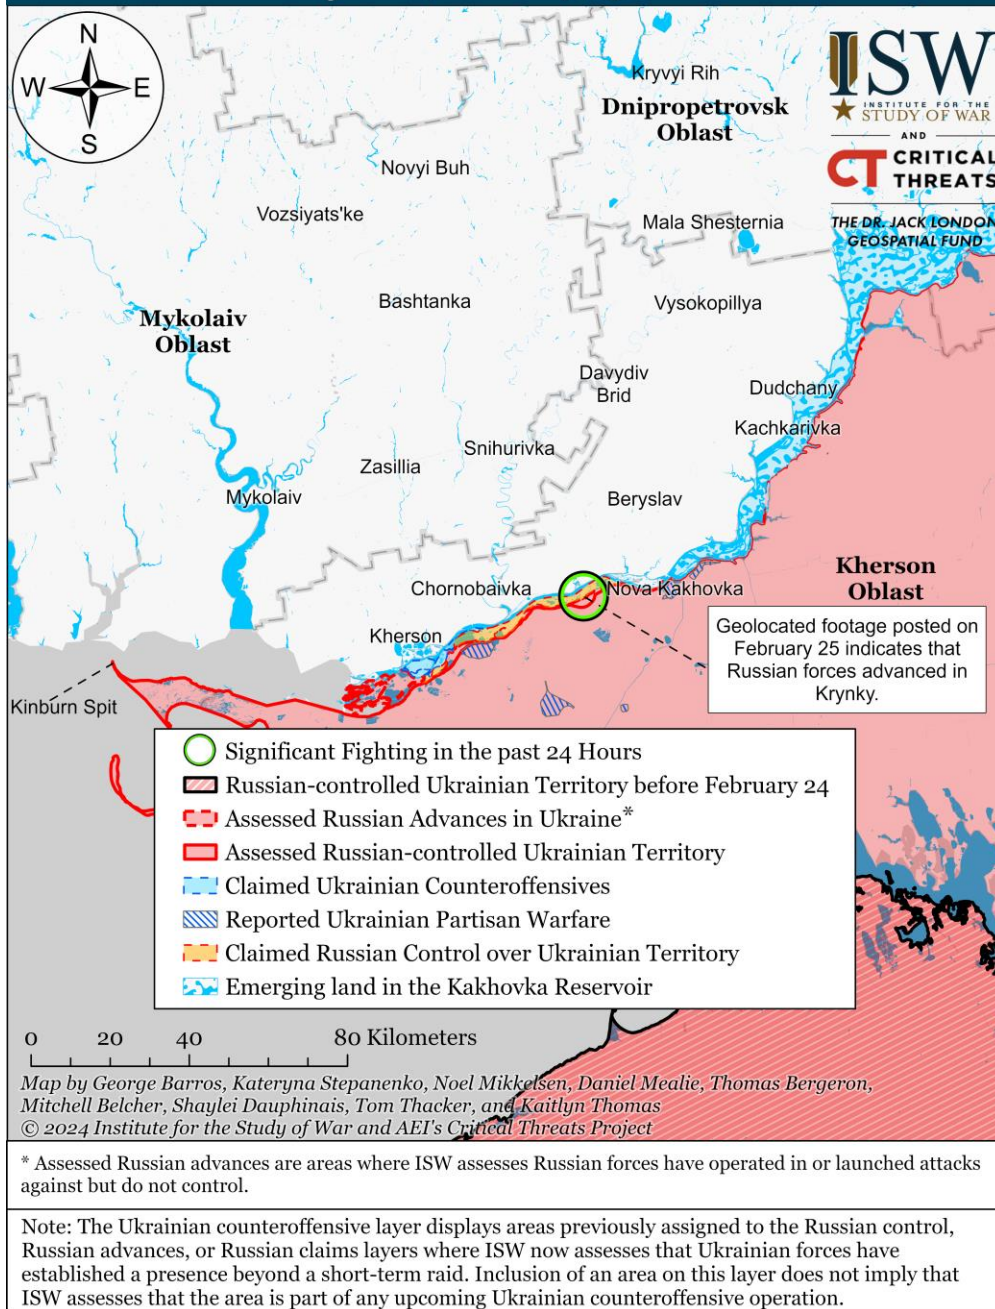 N
W
E
S
Kryvyi Rih
Dnipropetrovsk
Oblast
ISW
INSTITUTE FOR THE
STUDY OF WAR
AND
CT CRITICAL
THREATS
THE DR. JACK LONDON
GEOSPATIAL FUND
Novyi Buh
Vozsiyats'ke
Mala Shesternia
Bashtanka
Vysokopillya
Mykolaiv
Oblast
Davydiv
Brid
Dudchany
Kachkarivka
Snihurivka
Zasillia
Mykolaiv
Beryslav
Kherson
Oblast
Chornobaivka
Nova Kakhovka
Kherson
Geolocated footage posted on
February 25 indicates that
Russian forces advanced in
Krynky.
Kinburn Spit
Significant Fighting in the past 24 Hours
Russian-controlled Ukrainian Territory before February 24
Assessed Russian Advances in Ukraine*
Assessed Russian-controlled Ukrainian Territory
Claimed Ukrainian Counteroffensives
Reported Ukrainian Partisan Warfare
Claimed Russian Control over Ukrainian Territory
Emerging land in the Kakhovka Reservoir
0 20 40 80 Kilometers
Map by George Barros, Kateryna Stepanenko, Noel Mikkelsen, Daniel Mealie, Thomas Bergeron,
Mitchell Belcher, Shaylei Dauphinais, Tom Thacker, and Kaitlyn Thomas
© 2024 Institute for the Study of War and AEI's Critical Threats Project
* Assessed Russian advances are areas where ISW assesses Russian forces have operated in or launched attacks
against but do not control.
Note: The Ukrainian counteroffensive layer displays areas previously assigned to the Russian control,
Russian advances, or Russian claims layers where ISW now assesses that Ukrainian forces have
established a presence beyond a short-term raid. Inclusion of an area on this layer does not imply that
ISW assesses that the area is part of any upcoming Ukrainian counteroffensive operation.